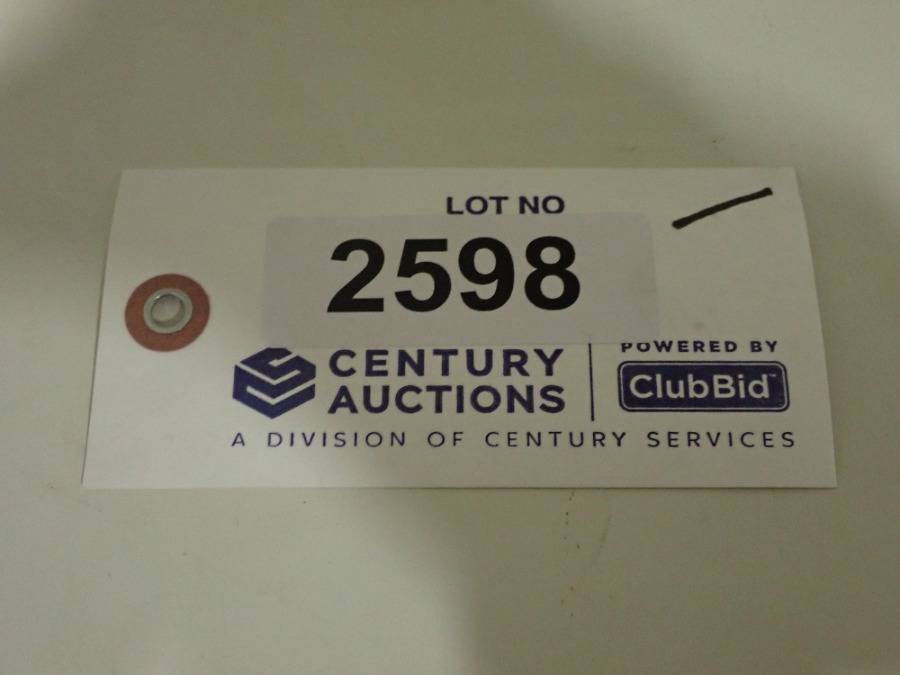 LOT NO
2598
CENTURY
AUCTIONS
POWERED BY
ClubBid™
A DIVISION OF CENTURY SERVICES